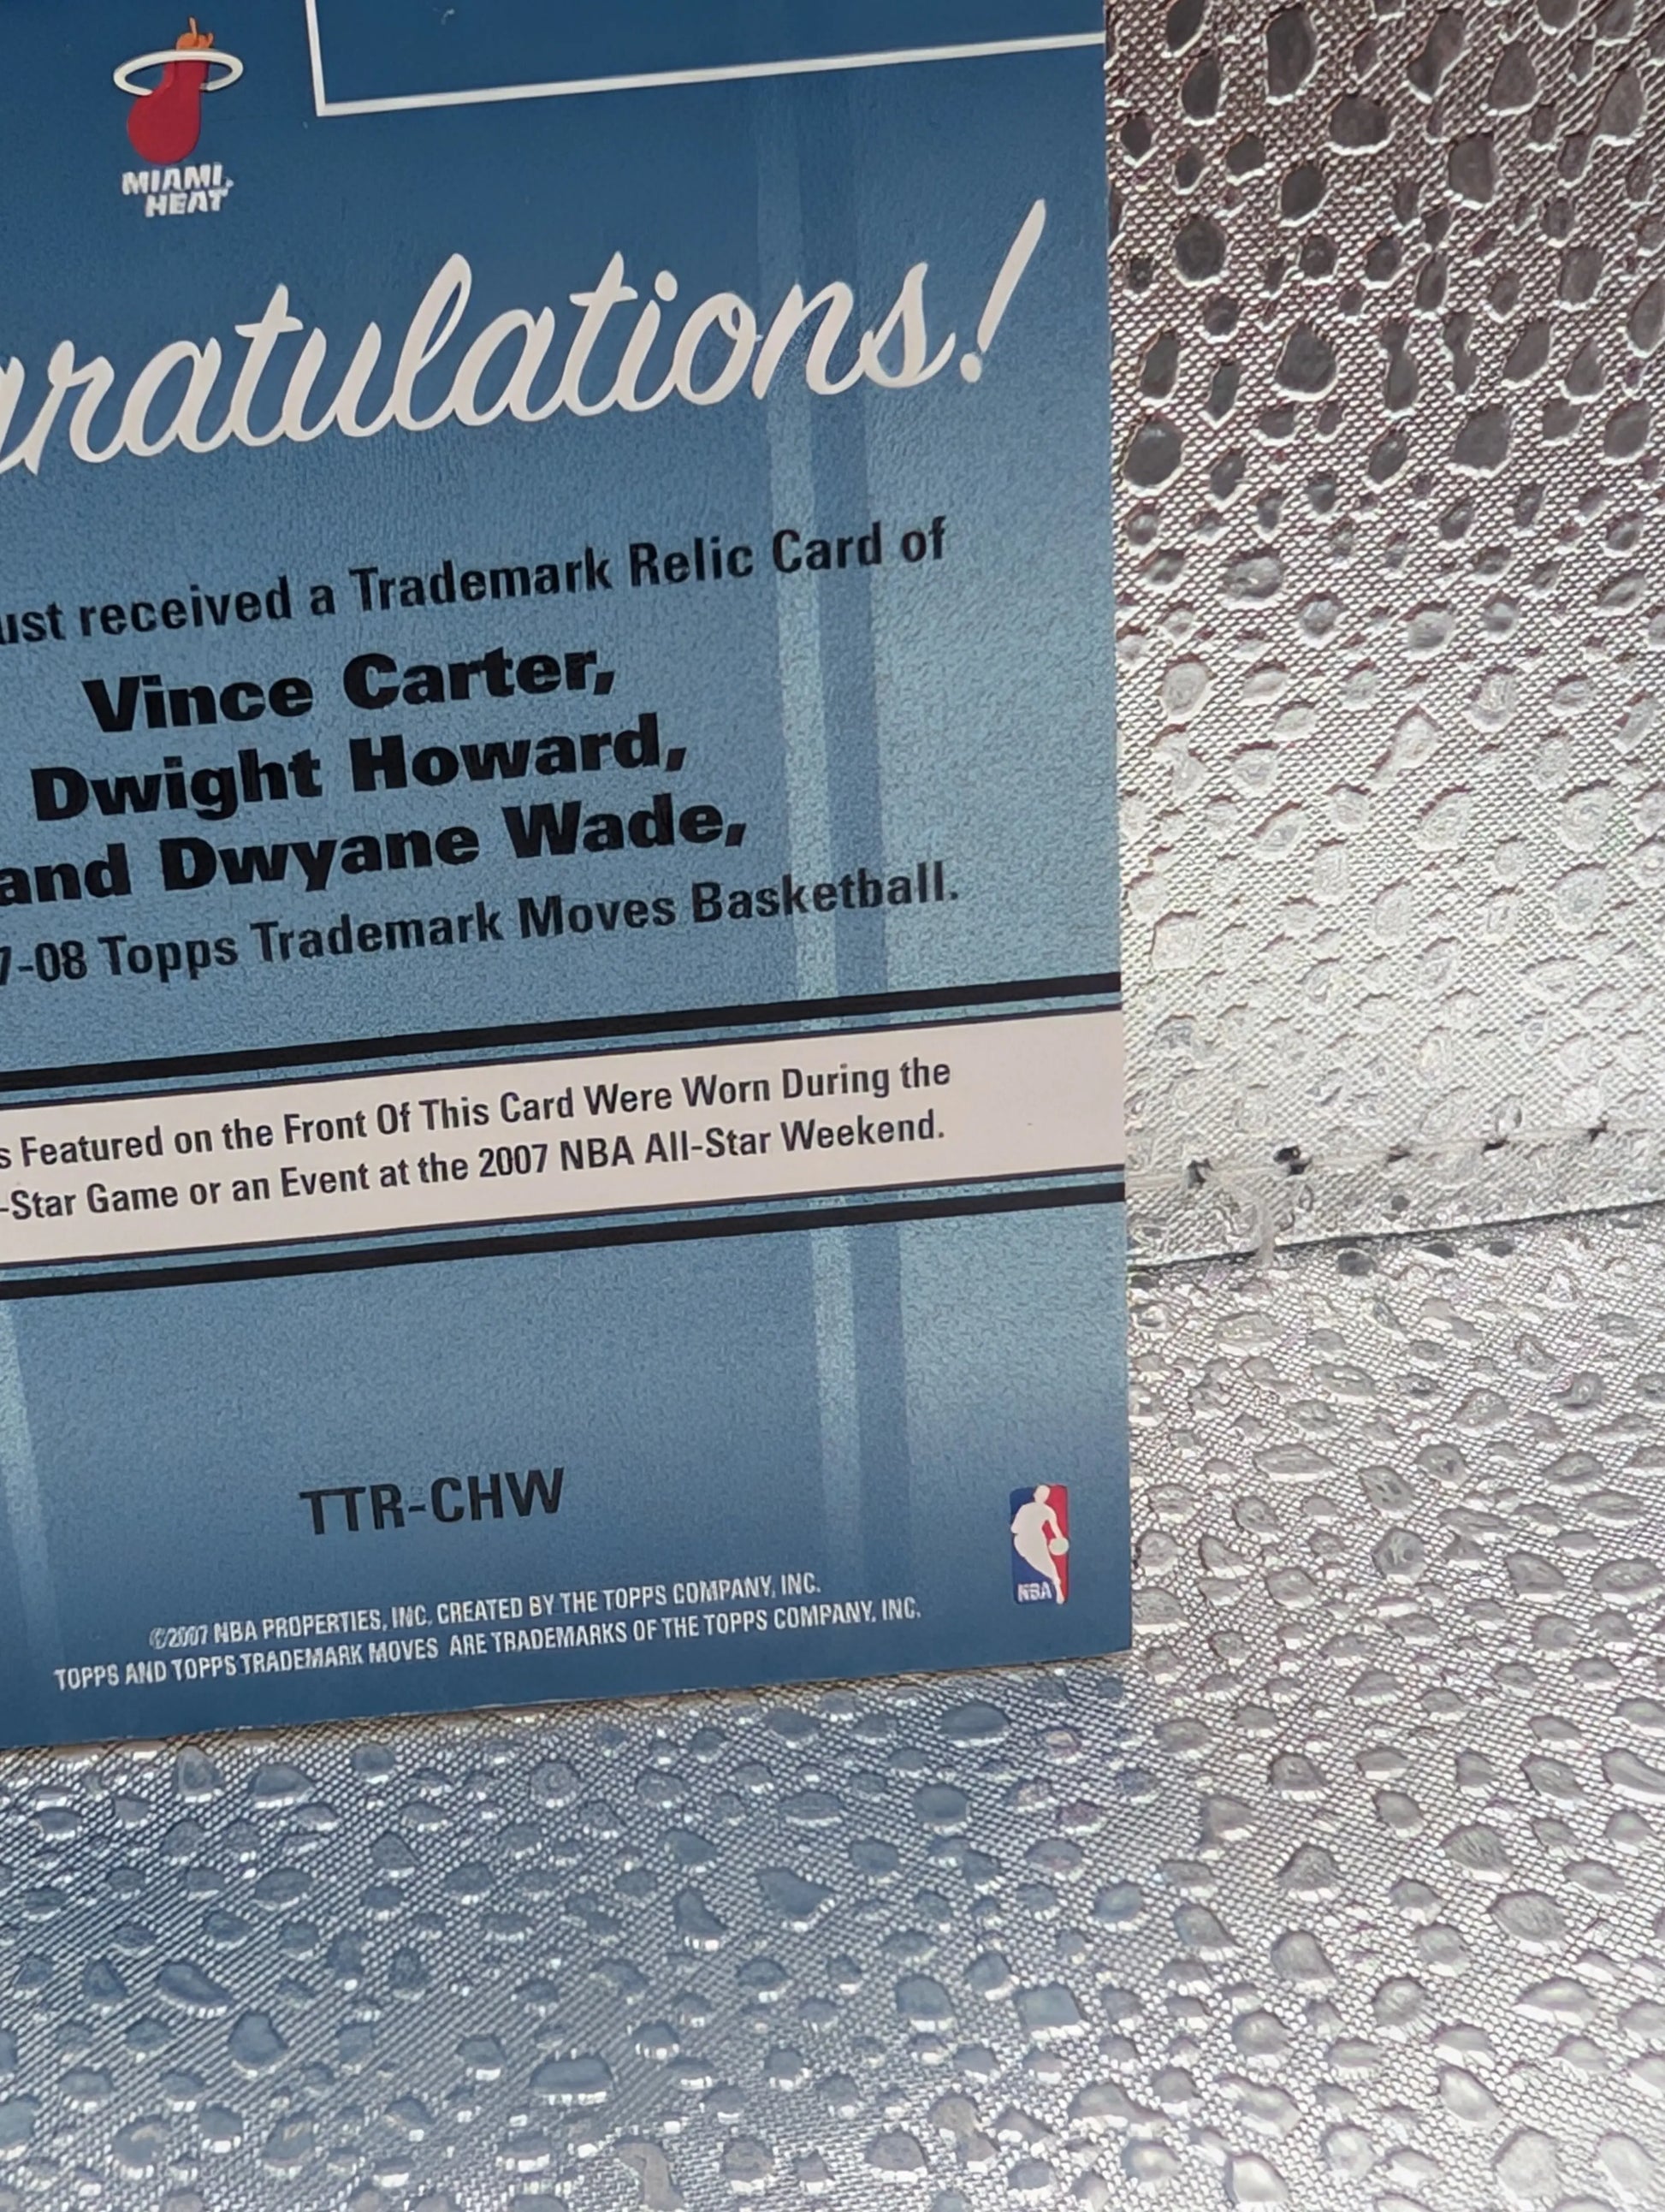 MIAMI
HEAT
gratulations!
ust received a Trademark Relic Card of
Vince Carter,
Dwight Howard,
and Dwyane Wade,
7-08 Topps Trademark Moves Basketball.
s Featured on the Front Of This Card Were Worn During the
-Star Game or an Event at the 2007 NBA All-Star Weekend.
TTR-CHW
NBA
©2007 NBA PROPERTIES, INC. CREATED BY THE TOPPS COMPANY, INC.
TOPPS AND TOPPS TRADEMARK MOVES ARE TRADEMARKS OF THE TOPPS COMPANY, INC.